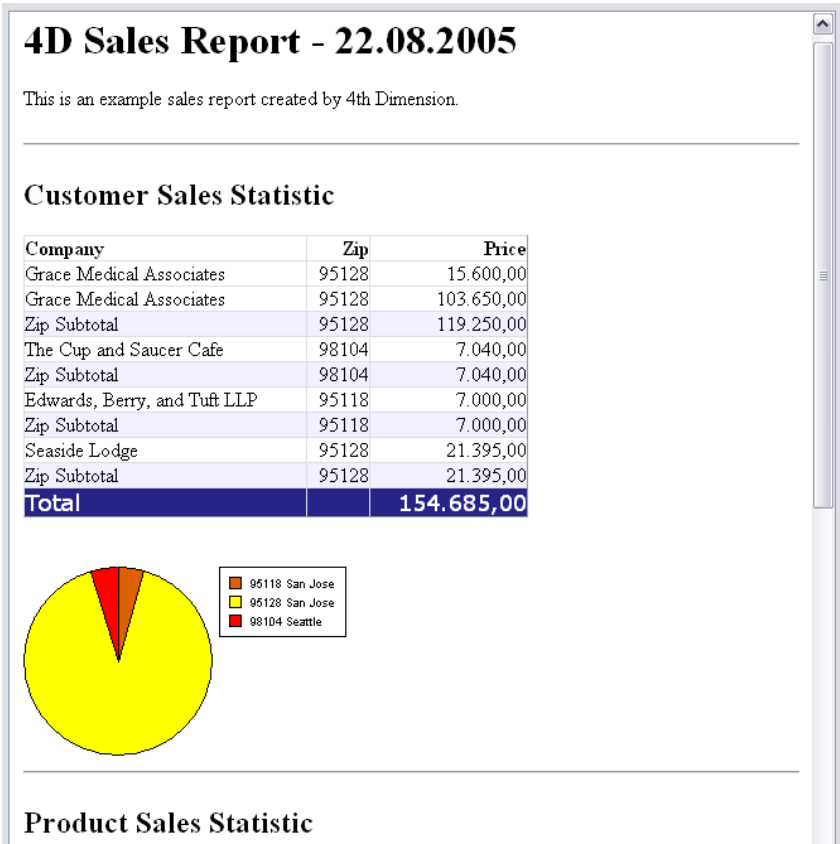 4D Sales Report - 22.08.2005
This is an example sales report created by 4th Dimension.
Customer Sales Statistic
Company Zip Price
Grace Medical Associates 95128 15.600,00
Grace Medical Associates 95128 103.650,00
Zip Subtotal 95128 119.250,00
The Cup and Saucer Cafe 98104 7.040,00
Zip Subtotal 98104 7.040,00
Edwards, Berry, and Tuft LLP 95118 7.000,00
Zip Subtotal 95118 7.000,00
Seaside Lodge 95128 21.395,00
Zip Subtotal 95128 21.395,00
Total 154.685,00
95118 San Jose
95128 San Jose
98104 Seattle
Product Sales Statistic